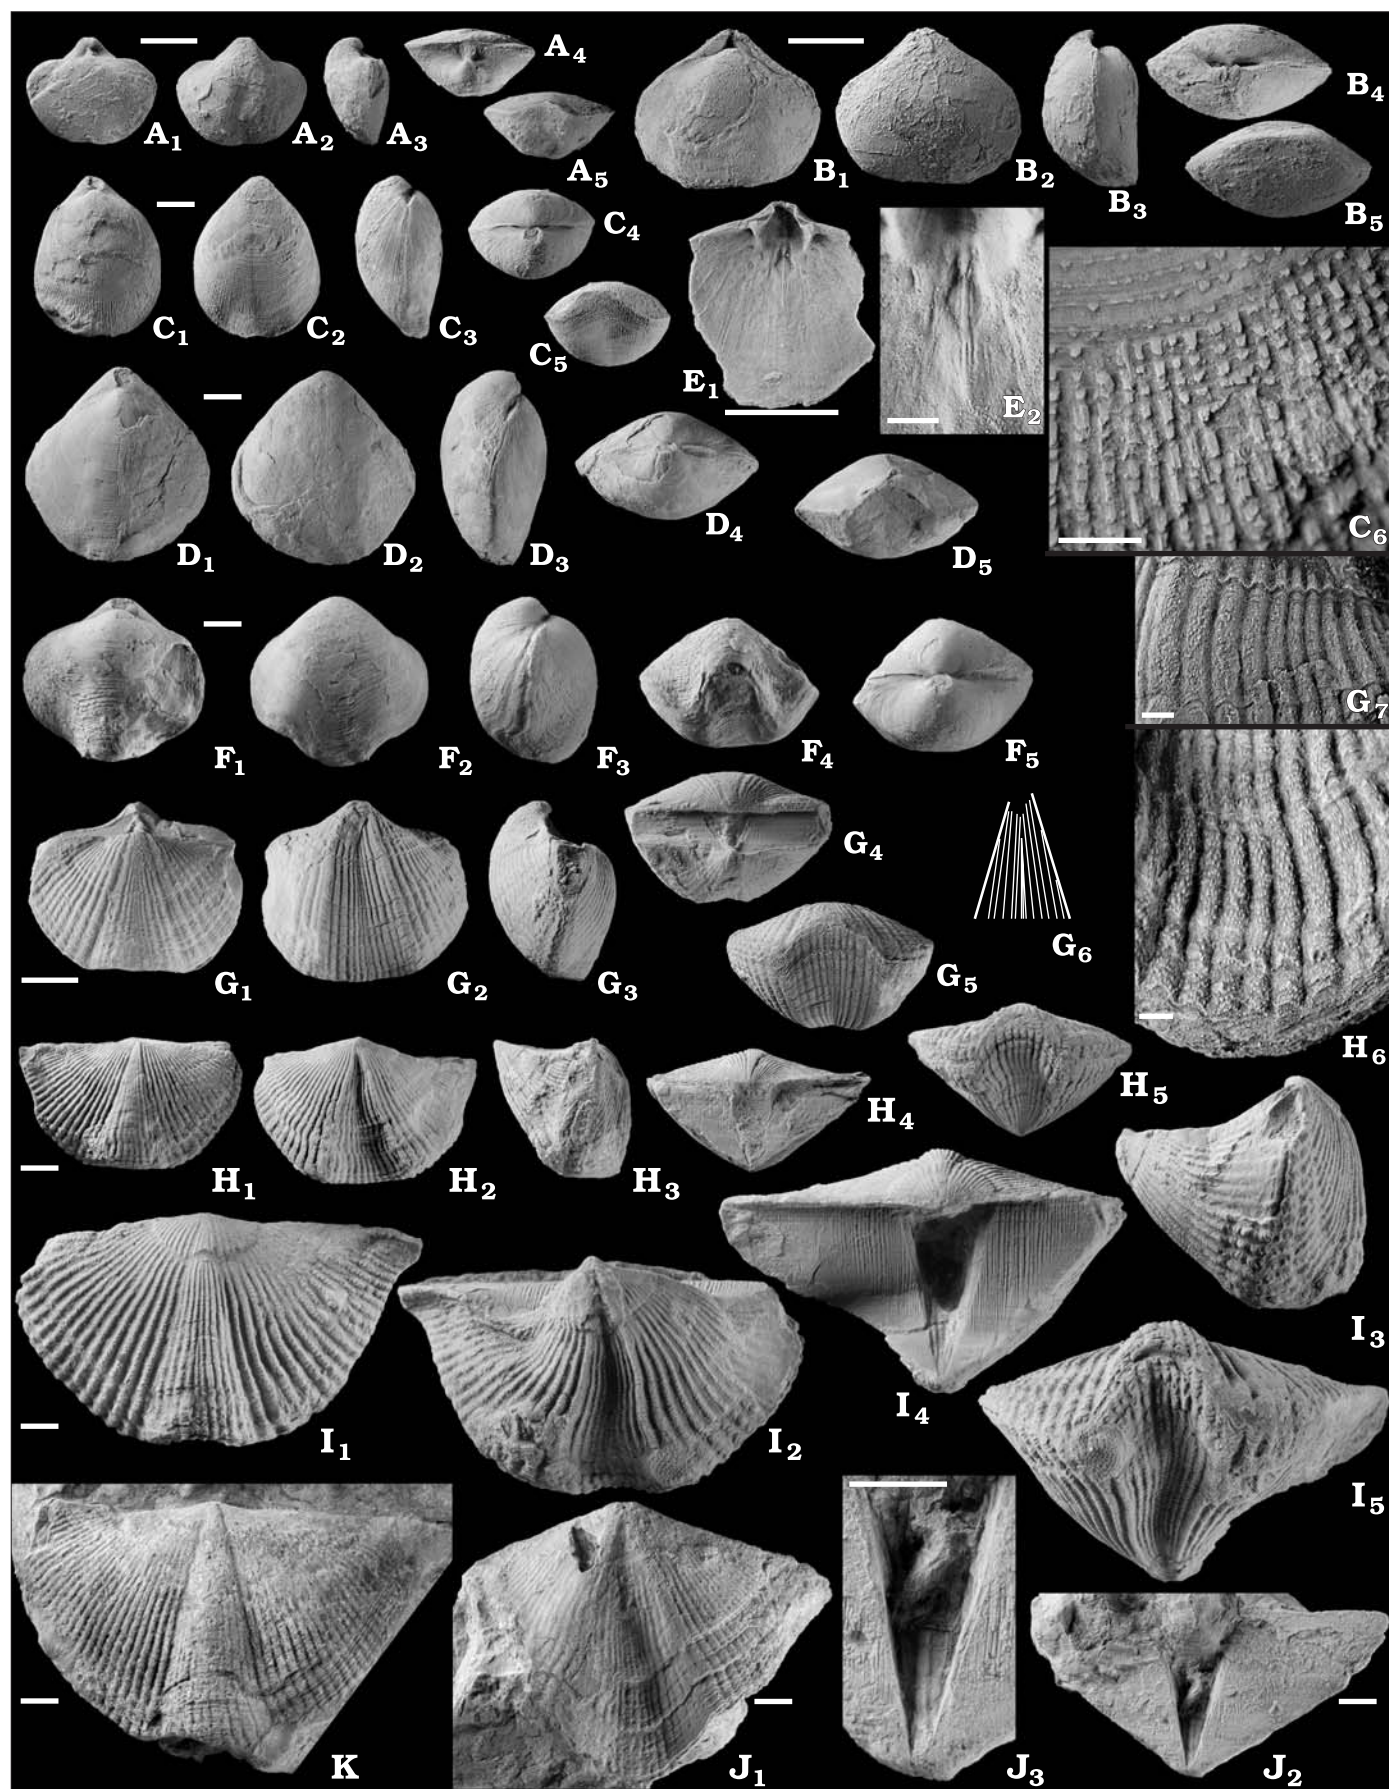 A1 A2 A3 A4
A5
B1 B2 B3 B4
B5
C1 C2 C3 C4
C5
E1 E2
C6
D1 D2 D3 D4 D5
G7
F1 F2 F3 F4 F5
G1 G2 G3 G4
G5 G6
H6
H1 H2 H3 H4 H5
I3
I1 I2 I4
I5
K J1 J3 J2